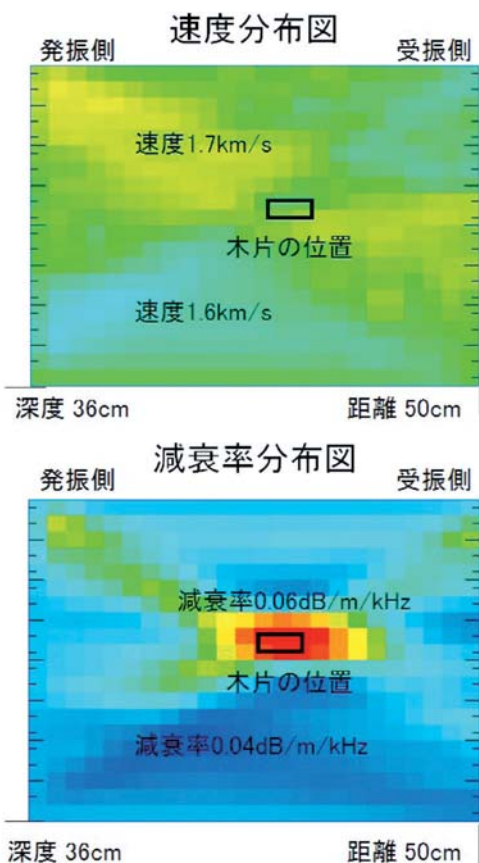 速度分布図
発振側 受振側
速度1.7km/s
木片の位置
速度1.6km/s
深度 36cm 距離 50cm
減衰率分布図
発振側 受振側
減衰率0.06dB/m/kHz
木片の位置
減衰率0.04dB/m/kHz
深度 36cm 距離 50cm